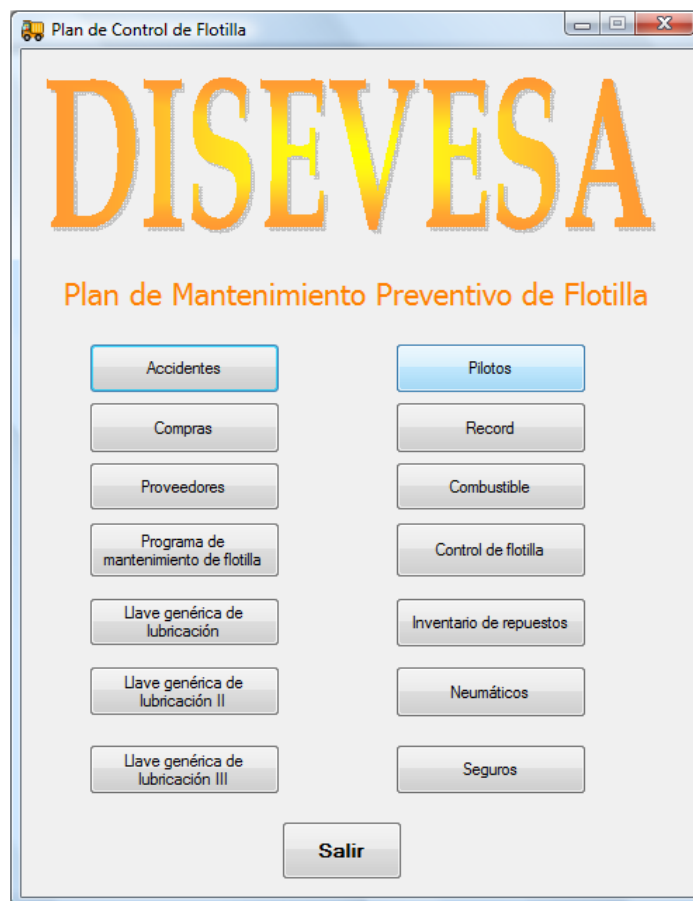 Plan de Control de Flotilla
DISEVESA
Plan de Mantenimiento Preventivo de Flotilla
Accidentes
Pilotos
Compras
Record
Proveedores
Combustible
Programa de
mantenimiento de flotilla
Control de flotilla
Llave genérica de
lubricación
Inventario de repuestos
Llave genérica de
lubricación II
Neumáticos
Llave genérica de
lubricación III
Seguros
Salir